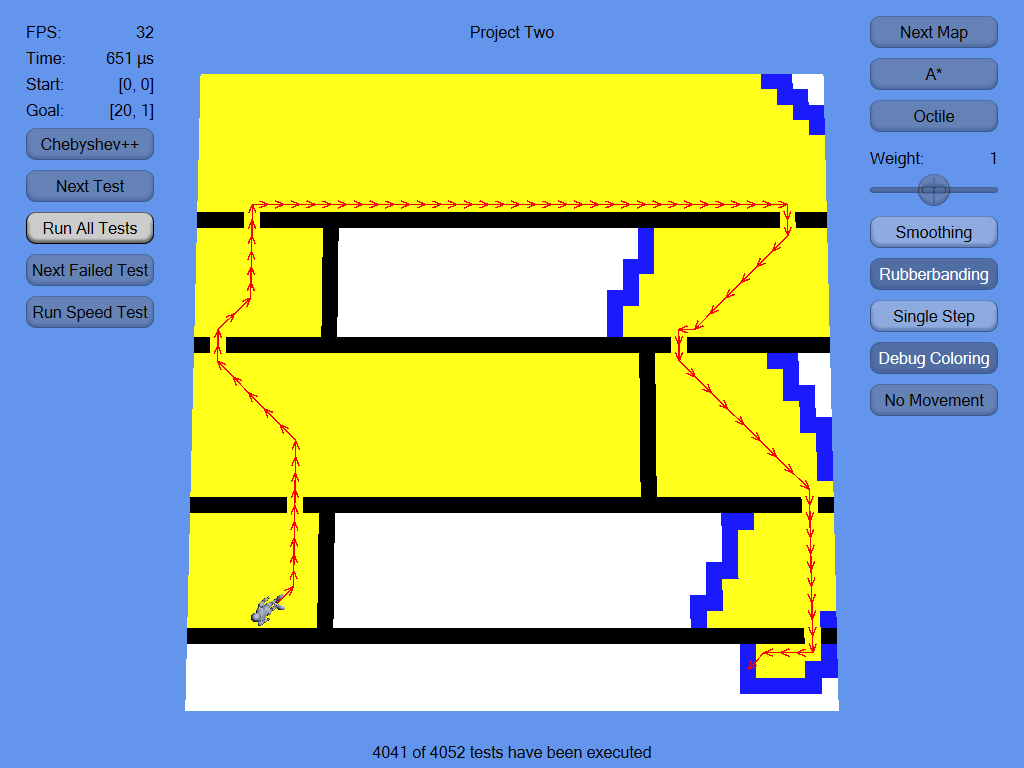 Project Two
FPS: 32
Time: 651 µs
Start: [0, 0]
Goal: [20, 1]
Chebyshev++
Next Test
Run All Tests
Next Failed Test
Run Speed Test
Next Map
A*
Octile
Weight: 1
Smoothing
Rubberbanding
Single Step
Debug Coloring
No Movement
4041 of 4052 tests have been executed